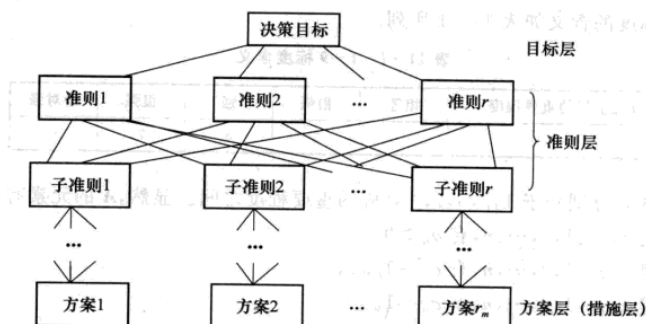 决策目标
目标层
准则1 准则2 ... 准则r
准则层
子准则1 子准则2 ... 子准则r
... ... ...
方案1 方案2 ... 方案rm 方案层（措施层）